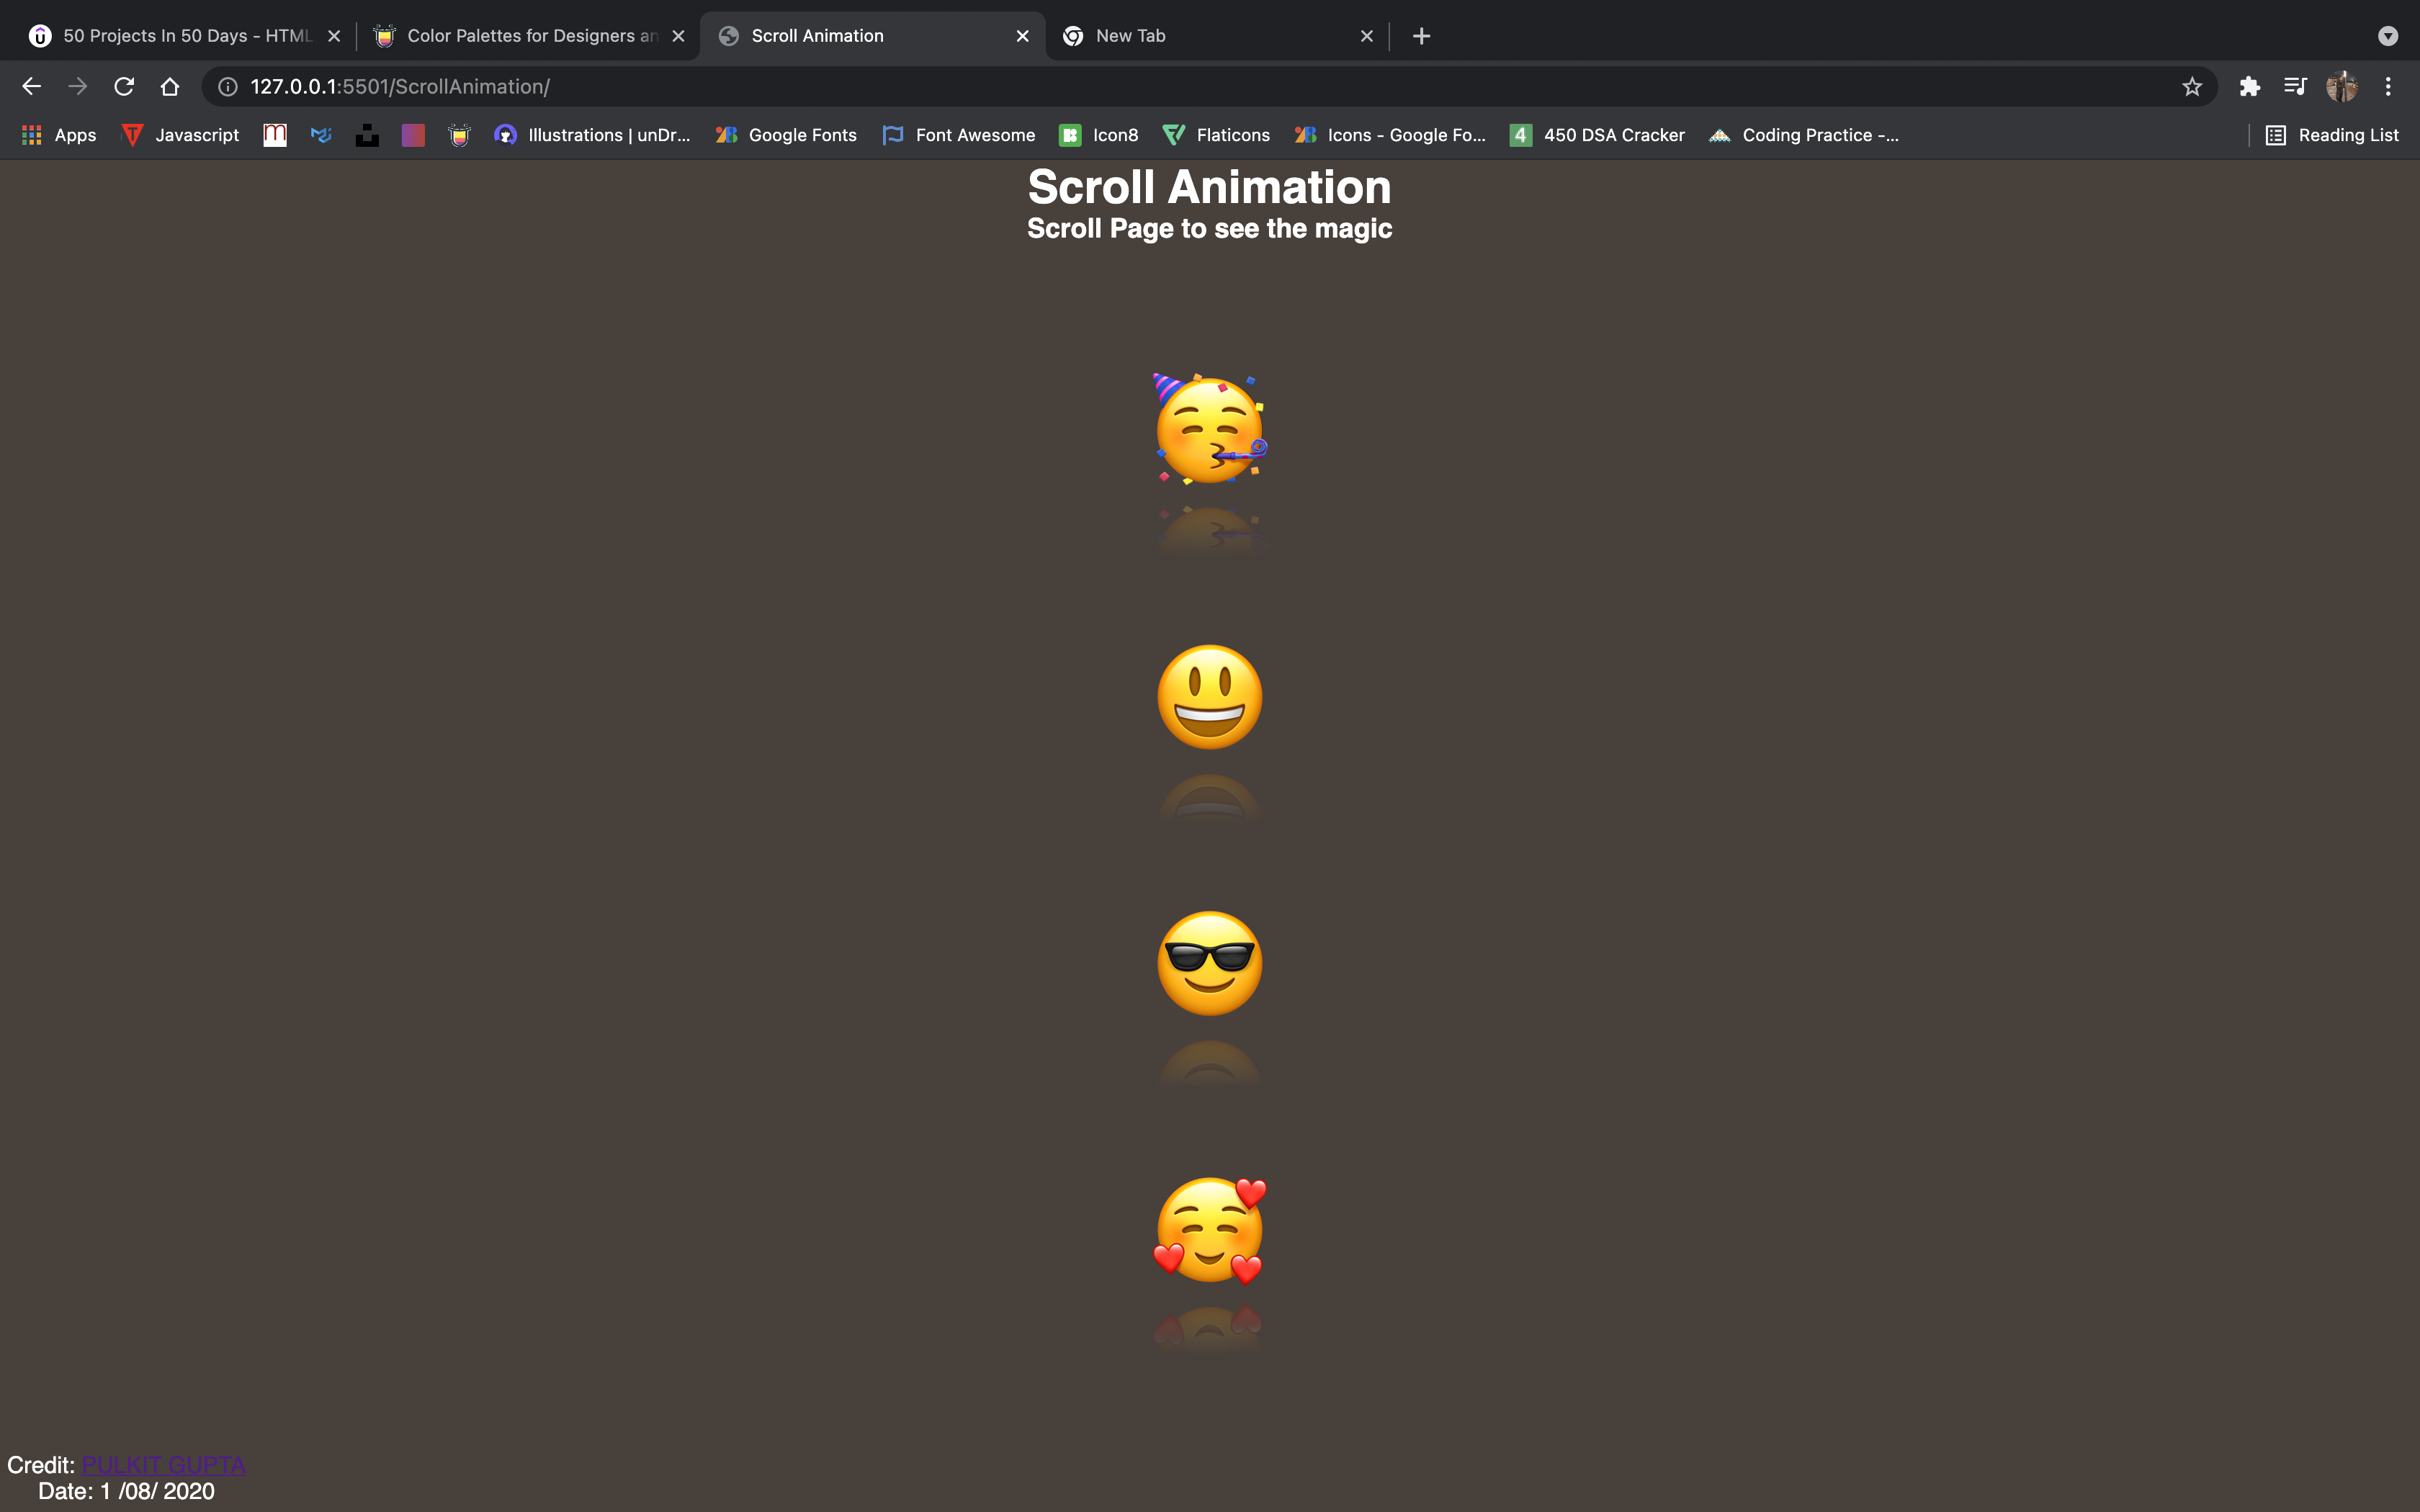 50 Projects In 50 Days - HTML
Color Palettes for Designers an
Scroll Animation
New Tab
127.0.0.1:5501/ScrollAnimation/
Apps
Javascript
Illustrations | unDr...
Google Fonts
Font Awesome
Icon8
Flaticons
Icons - Google Fo...
4
450 DSA Cracker
Coding Practice -...
Reading List
Scroll Animation
Scroll Page to see the magic
Credit: PULKIT GUPTA
Date: 1 /08/ 2020